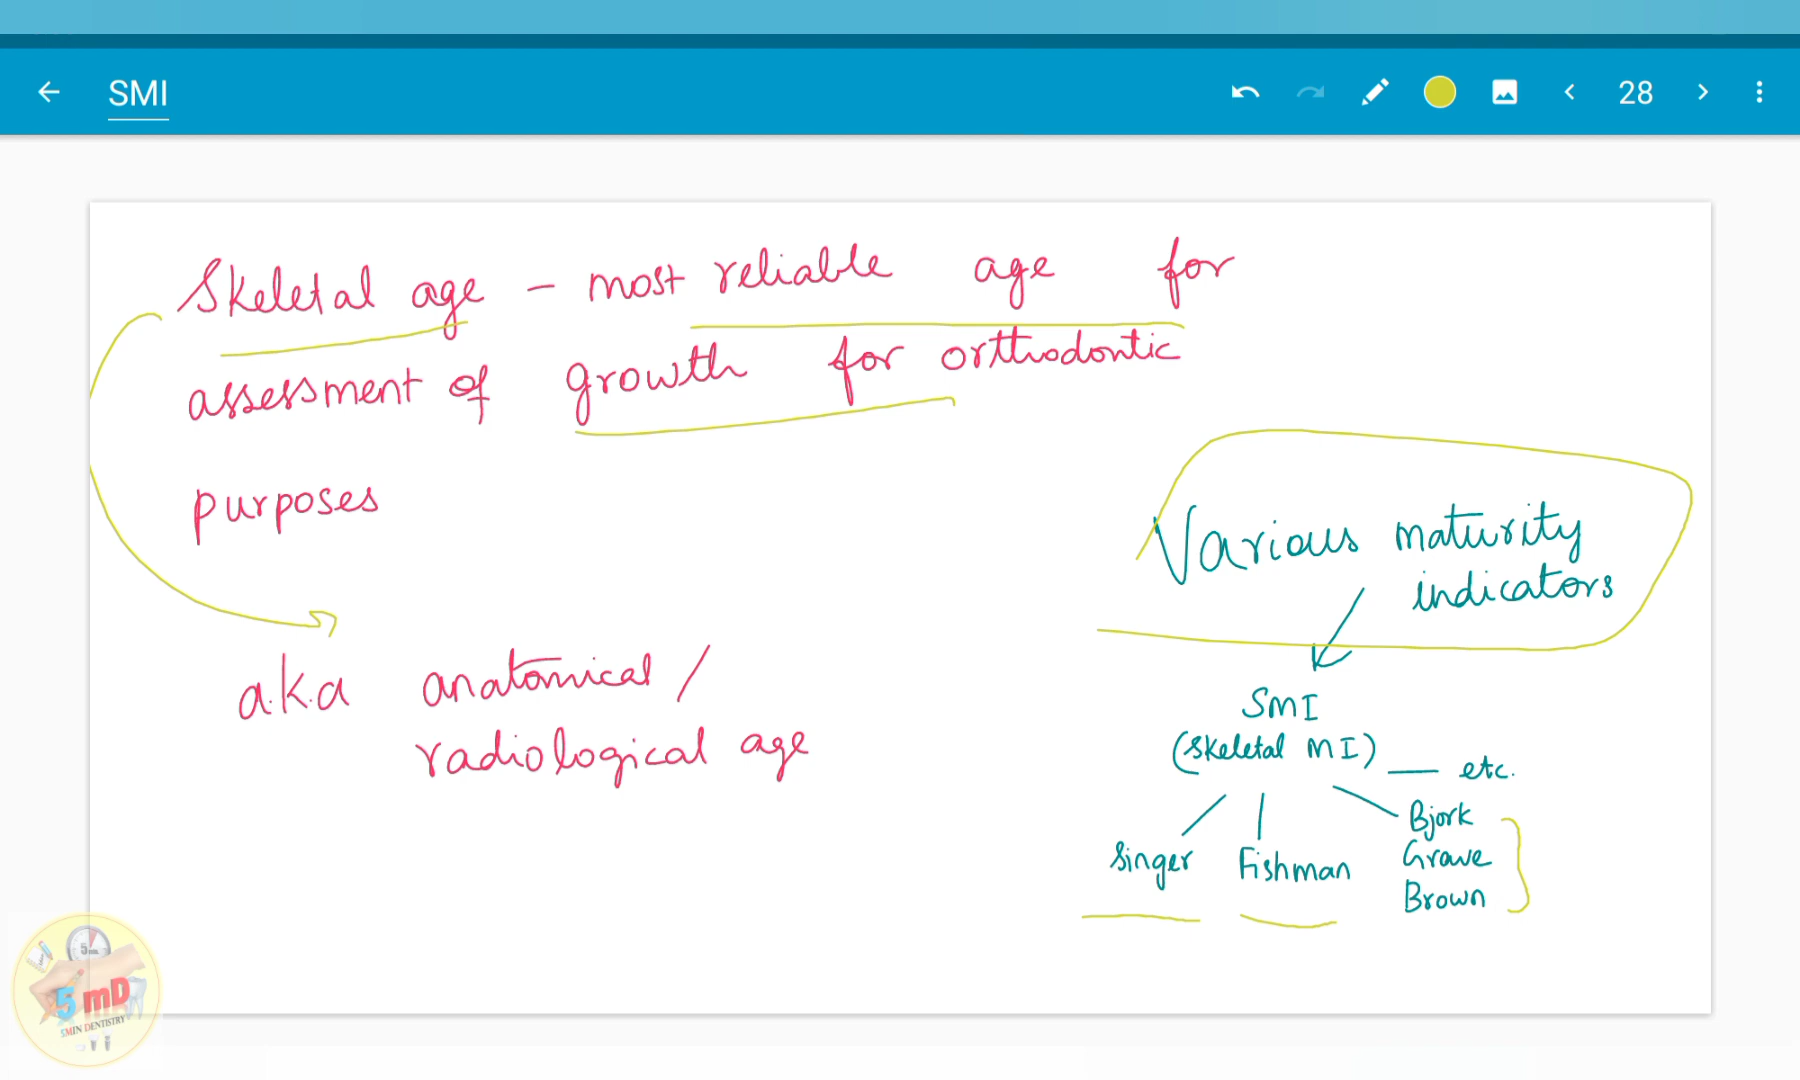 SMI
28
Skeletal age - most reliable age for
assessment of growth for orthodontic
purposes
a.k.a anatomical /
radiological age
Various maturity
indicators
SMI
(Skeletal MI) — etc.
Singer Fishman Bjork
Grave
Brown
5 mD
5MIN DENTISTRY